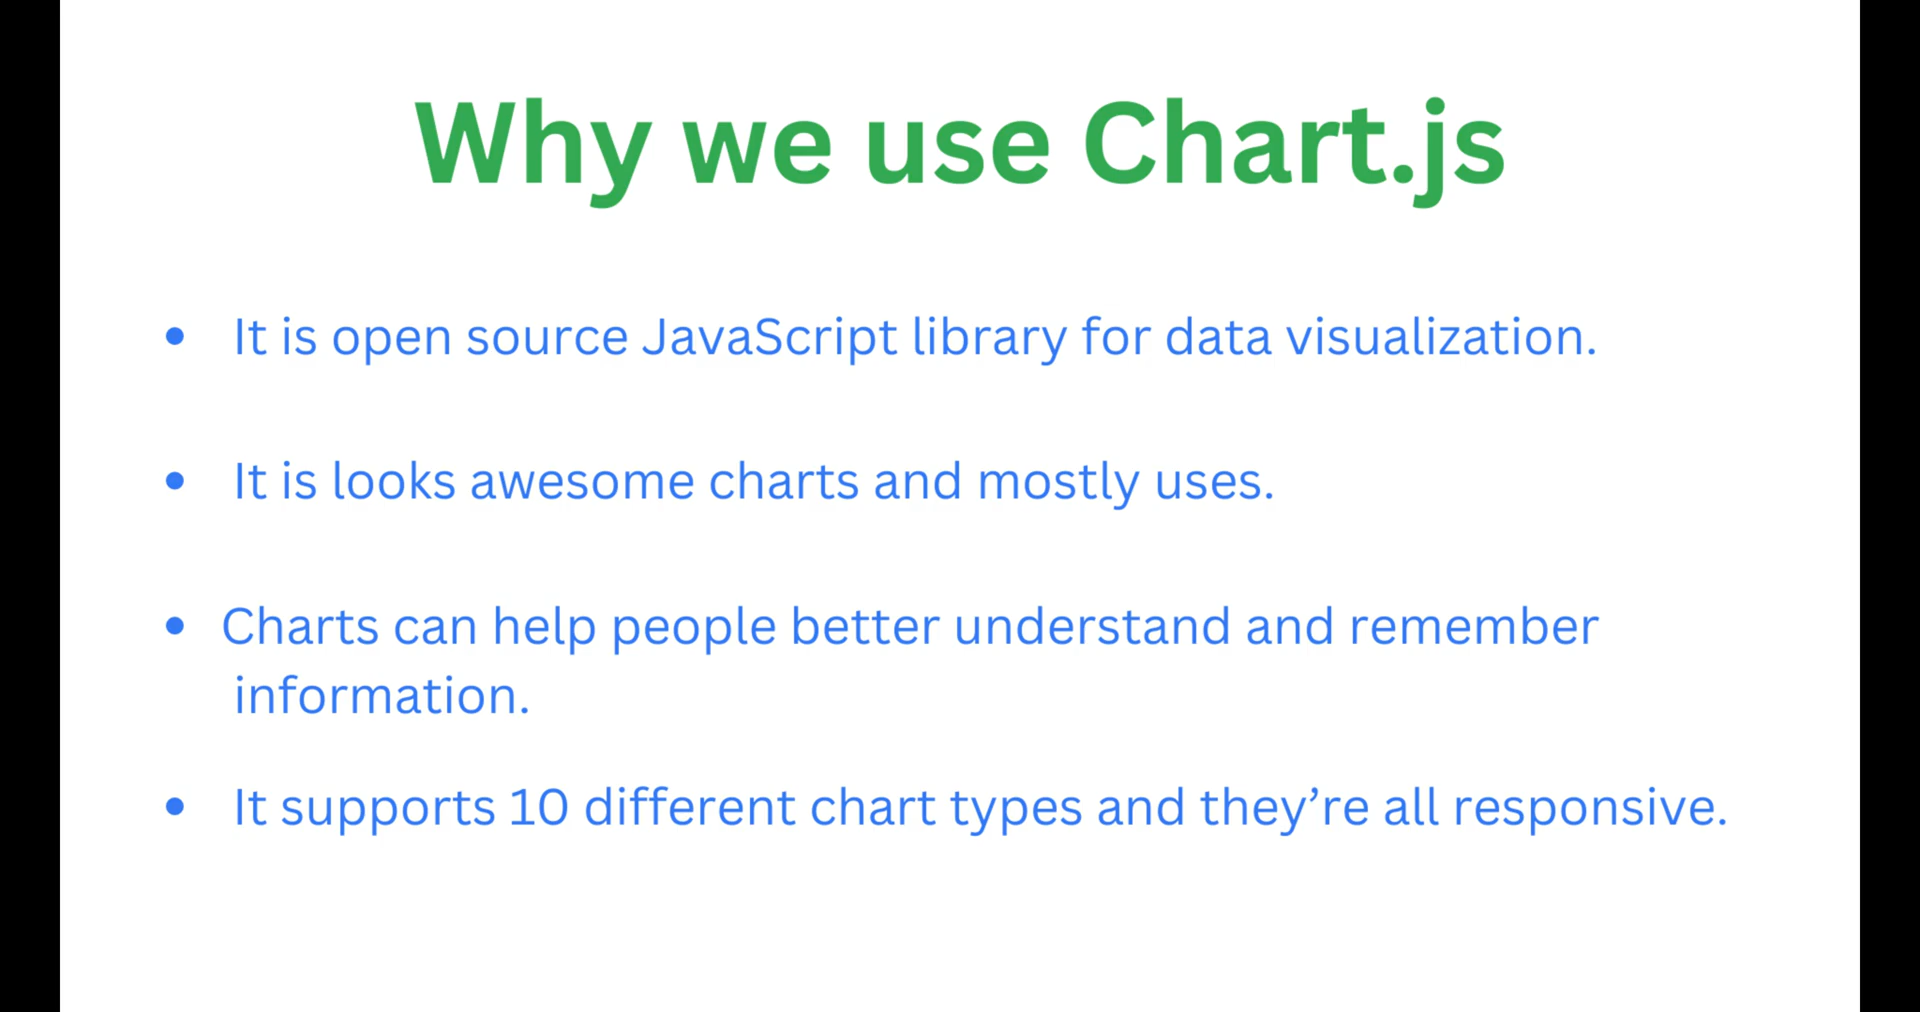 Why we use Chart.js
• It is open source JavaScript library for data visualization.
• It is looks awesome charts and mostly uses.
• Charts can help people better understand and remember
information.
• It supports 10 different chart types and they’re all responsive.